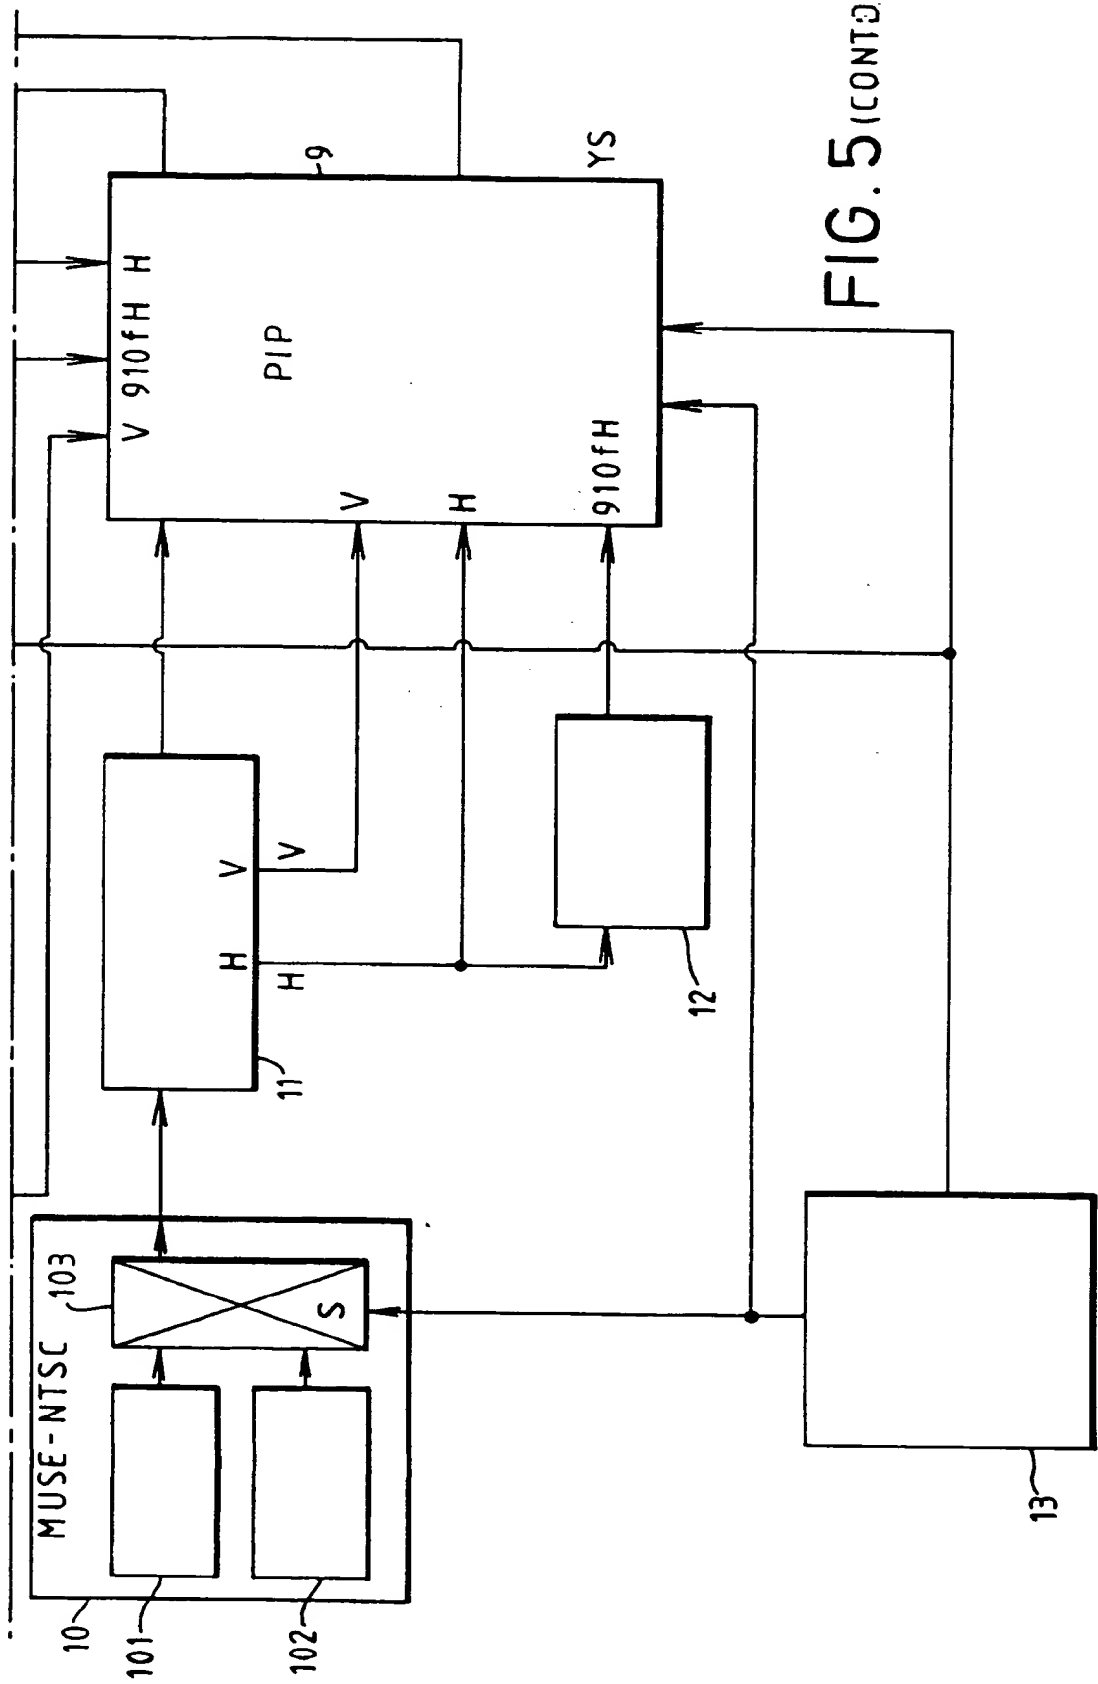 MUSE-NTSC
103
S
10
101
102
11
H
V
H
V
12
13
V 910fH H
PIP
V
H
910fH
9
YS
FIG. 5 (CONTD